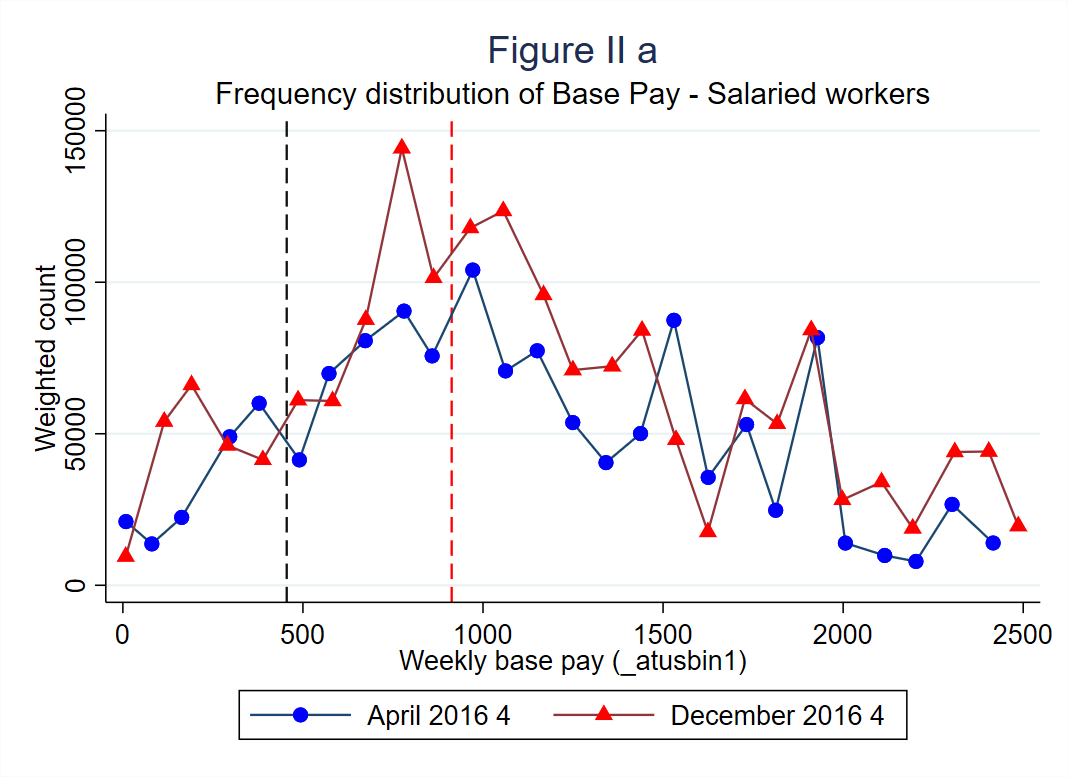 Figure II a
Frequency distribution of Base Pay - Salaried workers
Weighted count
150000
100000
50000
0
0 500 1000 1500 2000 2500
Weekly base pay (_atusbin1)
April 2016 4 December 2016 4